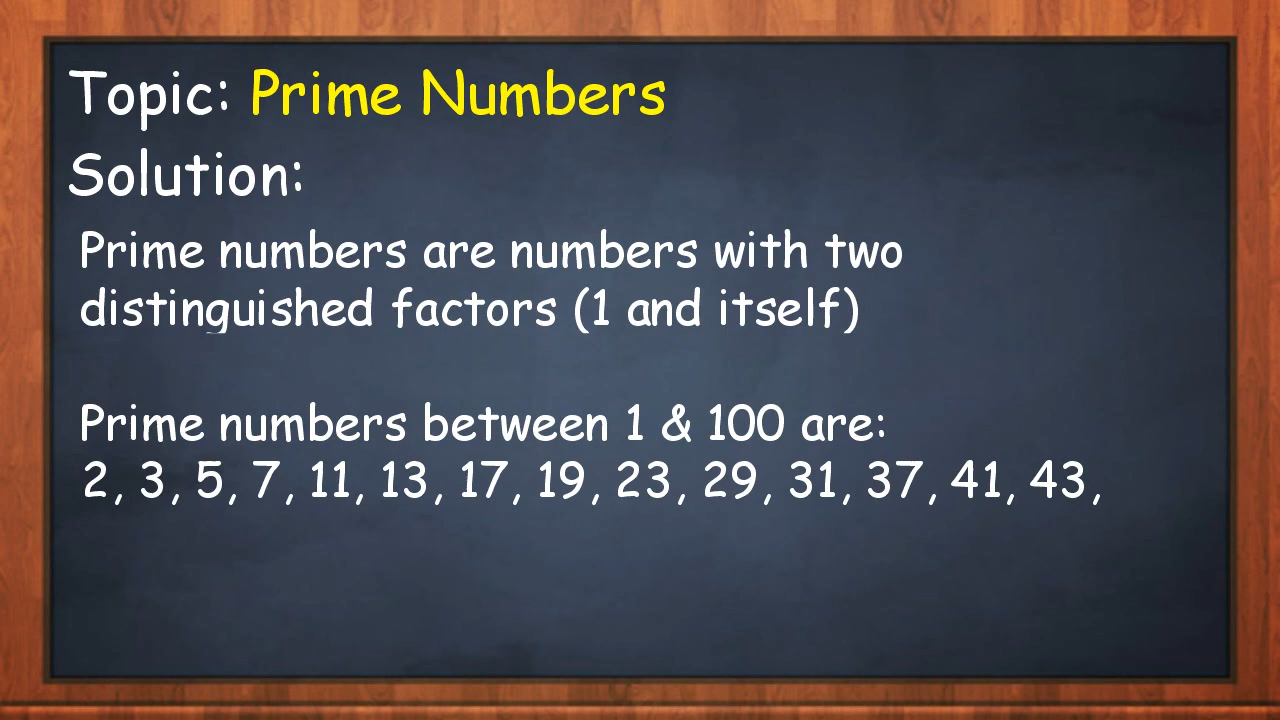 Topic: Prime Numbers
Solution:
Prime numbers are numbers with two
distinguished factors (1 and itself)
Prime numbers between 1 & 100 are:
2, 3, 5, 7, 11, 13, 17, 19, 23, 29, 31, 37, 41, 43,